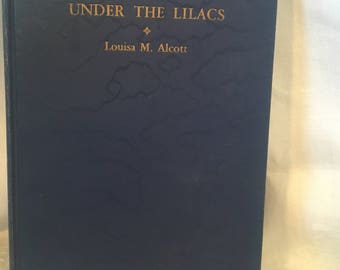 UNDER THE LILACS
Louisa M. Alcott